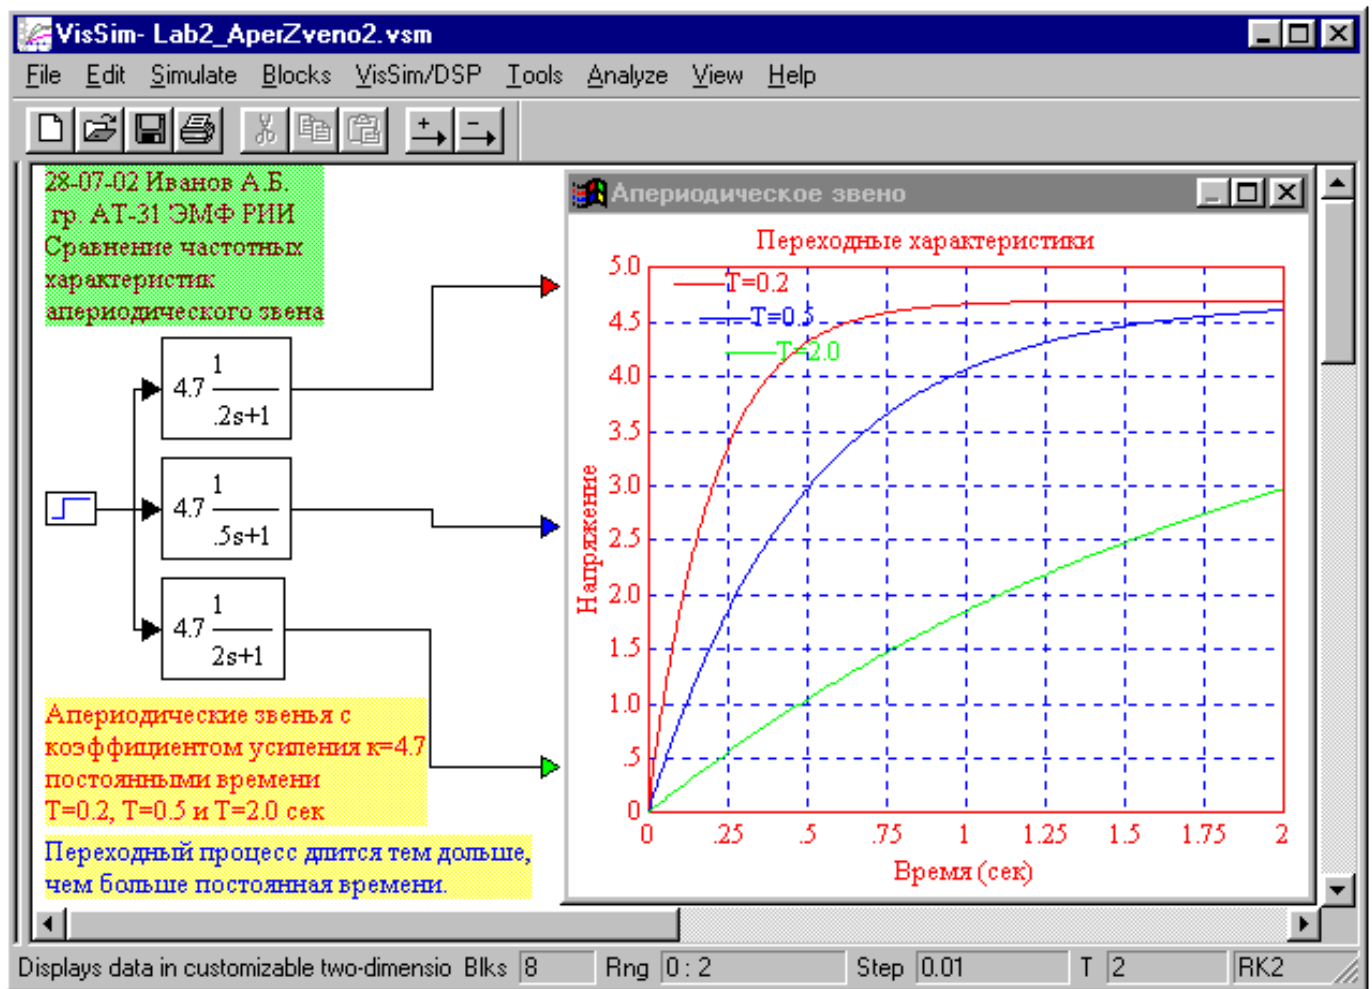 VisSim- Lab2_AperZveno2.vsm
File Edit Simulate Blocks VisSim/DSP Tools Analyze View Help
28-07-02 Иванов А.Б.
гр. АТ-31 ЭМФ РИИ
Сравнение частотных
характеристик
апериодического звена
4.7 1
.2s+1
4.7 1
.5s+1
4.7 1
2s+1
Апериодические звенья с
коэффициентом усиления к=4.7
постоянными времени
Т=0.2, Т=0.5 и Т=2.0 сек
Переходный процесс длится тем дольше,
чем больше постоянная времени.
Апериодическое звено
Переходные характеристики
T=0.2
T=0.5
T=2.0
5.0
4.5
4.0
3.5
3.0
2.5
2.0
1.5
1.0
.5
0
Напряжение
0 .25 .5 .75 1 1.25 1.5 1.75 2
Время (сек)
Displays data in customizable two-dimensio Blks 8 Rng 0 : 2 Step 0.01 T 2 RK2